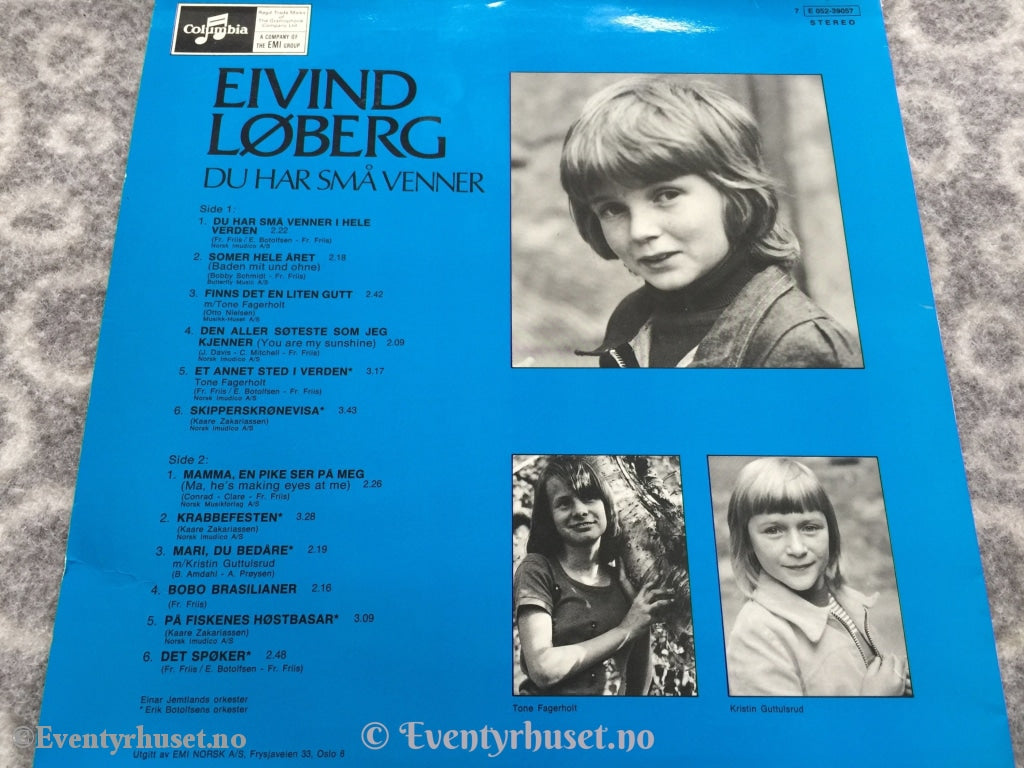 Columbia
Regd Trade Marks
of
The Gramophone
Company Ltd.
A COMPANY OF
THE EMI GROUP
7 E 052-39057
STEREO
EIVIND
LØBERG
DU HAR SMÅ VENNER
Side 1:
1. DU HAR SMÅ VENNER I HELE
VERDEN 2.22
(Fr. Friis / E. Botolfsen - Fr. Friis)
Norsk Imudico A/S
2. SOMER HELE ÅRET 2.18
(Baden mit und ohne)
(Bobby Schmidt - Fr. Friis)
Butterfly Music A/S
3. FINNS DET EN LITEN GUTT 2.42
m/Tone Fagerholt
(Otto Nielsen)
Musikk-Huset A/S
4. DEN ALLER SØTESTE SOM JEG
KJENNER (You are my sunshine) 2.09
(J. Davis - C. Mitchell - Fr. Friis)
Norsk Imudico A/S
5. ET ANNET STED I VERDEN* 3.17
Tone Fagerholt
(Fr. Friis / E. Botolfsen - Fr. Friis)
Norsk Imudico A/S
6. SKIPPERSKRØNEVISA* 3.43
(Kaare Zakariassen)
Norsk Imudico A/S
Side 2:
1. MAMMA, EN PIKE SER PÅ MEG
(Ma, he's making eyes at me) 2.26
(Conrad - Clare - Fr. Friis)
Norsk Musikforlag A/S
2. KRABBEFESTEN* 3.28
(Kaare Zakariassen)
Norsk Imudico A/S
3. MARI, DU BEDÅRE* 2.19
m/Kristin Guttulsrud
(B. Amdahl - A. Prøysen)
4. BOBO BRASILIANER 2.16
(Fr. Friis)
5. PÅ FISKENES HØSTBASAR* 3.09
(Kaare Zakariassen)
Norsk Imudico A/S
6. DET SPØKER* 2.48
(Fr. Friis / E. Botolfsen - Fr. Friis)
Einar Jemtlands orkester
* Erik Botolfsens orkester
Tone Fagerholt
Kristin Guttulsrud
©Eventyrhuset.no
© Eventyrhuset.no
Utgitt av EMI NORSK A/S, Frysjaveien 33, Oslo 8